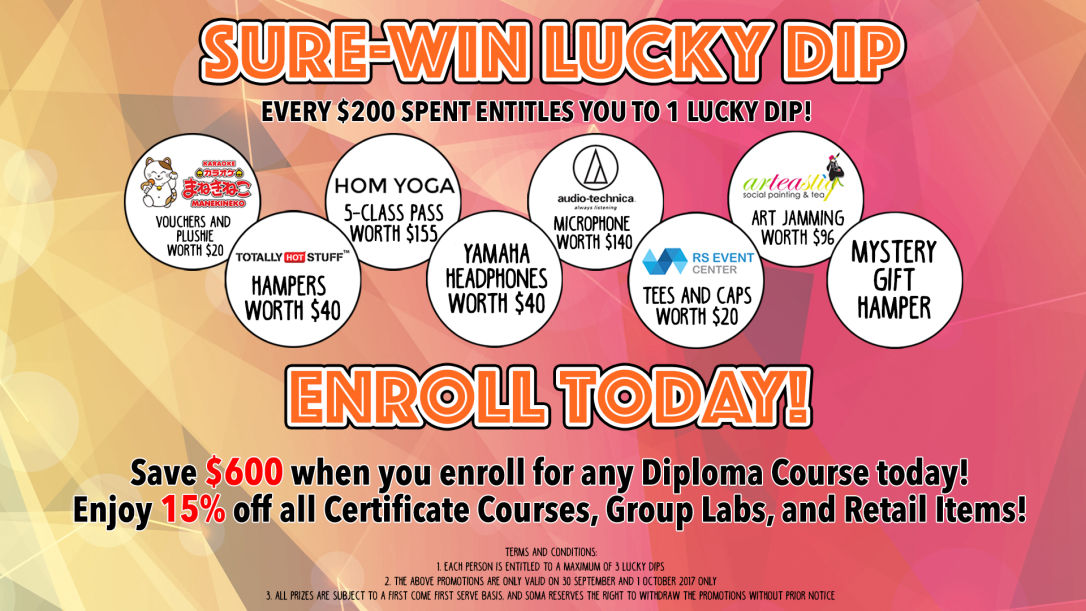 SURE-WIN LUCKY DIP
EVERY $200 SPENT ENTITLES YOU TO 1 LUCKY DIP!
KARAOKE
カラオケ
まねきねこ
MANEKINEKO
VOUCHERS AND
PLUSHIE
WORTH $20
TOTALLY HOT STUFF™
HAMPERS
WORTH $40
HOM YOGA
5-CLASS PASS
WORTH $155
YAMAHA
HEADPHONES
WORTH $40
audio-technica.
always listening
MICROPHONE
WORTH $140
RS EVENT
CENTER
TEES AND CAPS
WORTH $20
arteastiq
social painting & tea
ART JAMMING
WORTH $96
MYSTERY
GIFT
HAMPER
ENROLL TODAY!
Save $600 when you enroll for any Diploma Course today!
Enjoy 15% off all Certificate Courses, Group Labs, and Retail Items!
TERMS AND CONDITIONS:
1. EACH PERSON IS ENTITLED TO A MAXIMUM OF 3 LUCKY DIPS
2. THE ABOVE PROMOTIONS ARE ONLY VALID ON 30 SEPTEMBER AND 1 OCTOBER 2017 ONLY
3. ALL PRIZES ARE SUBJECT TO A FIRST COME FIRST SERVE BASIS, AND SOMA RESERVES THE RIGHT TO WITHDRAW THE PROMOTIONS WITHOUT PRIOR NOTICE